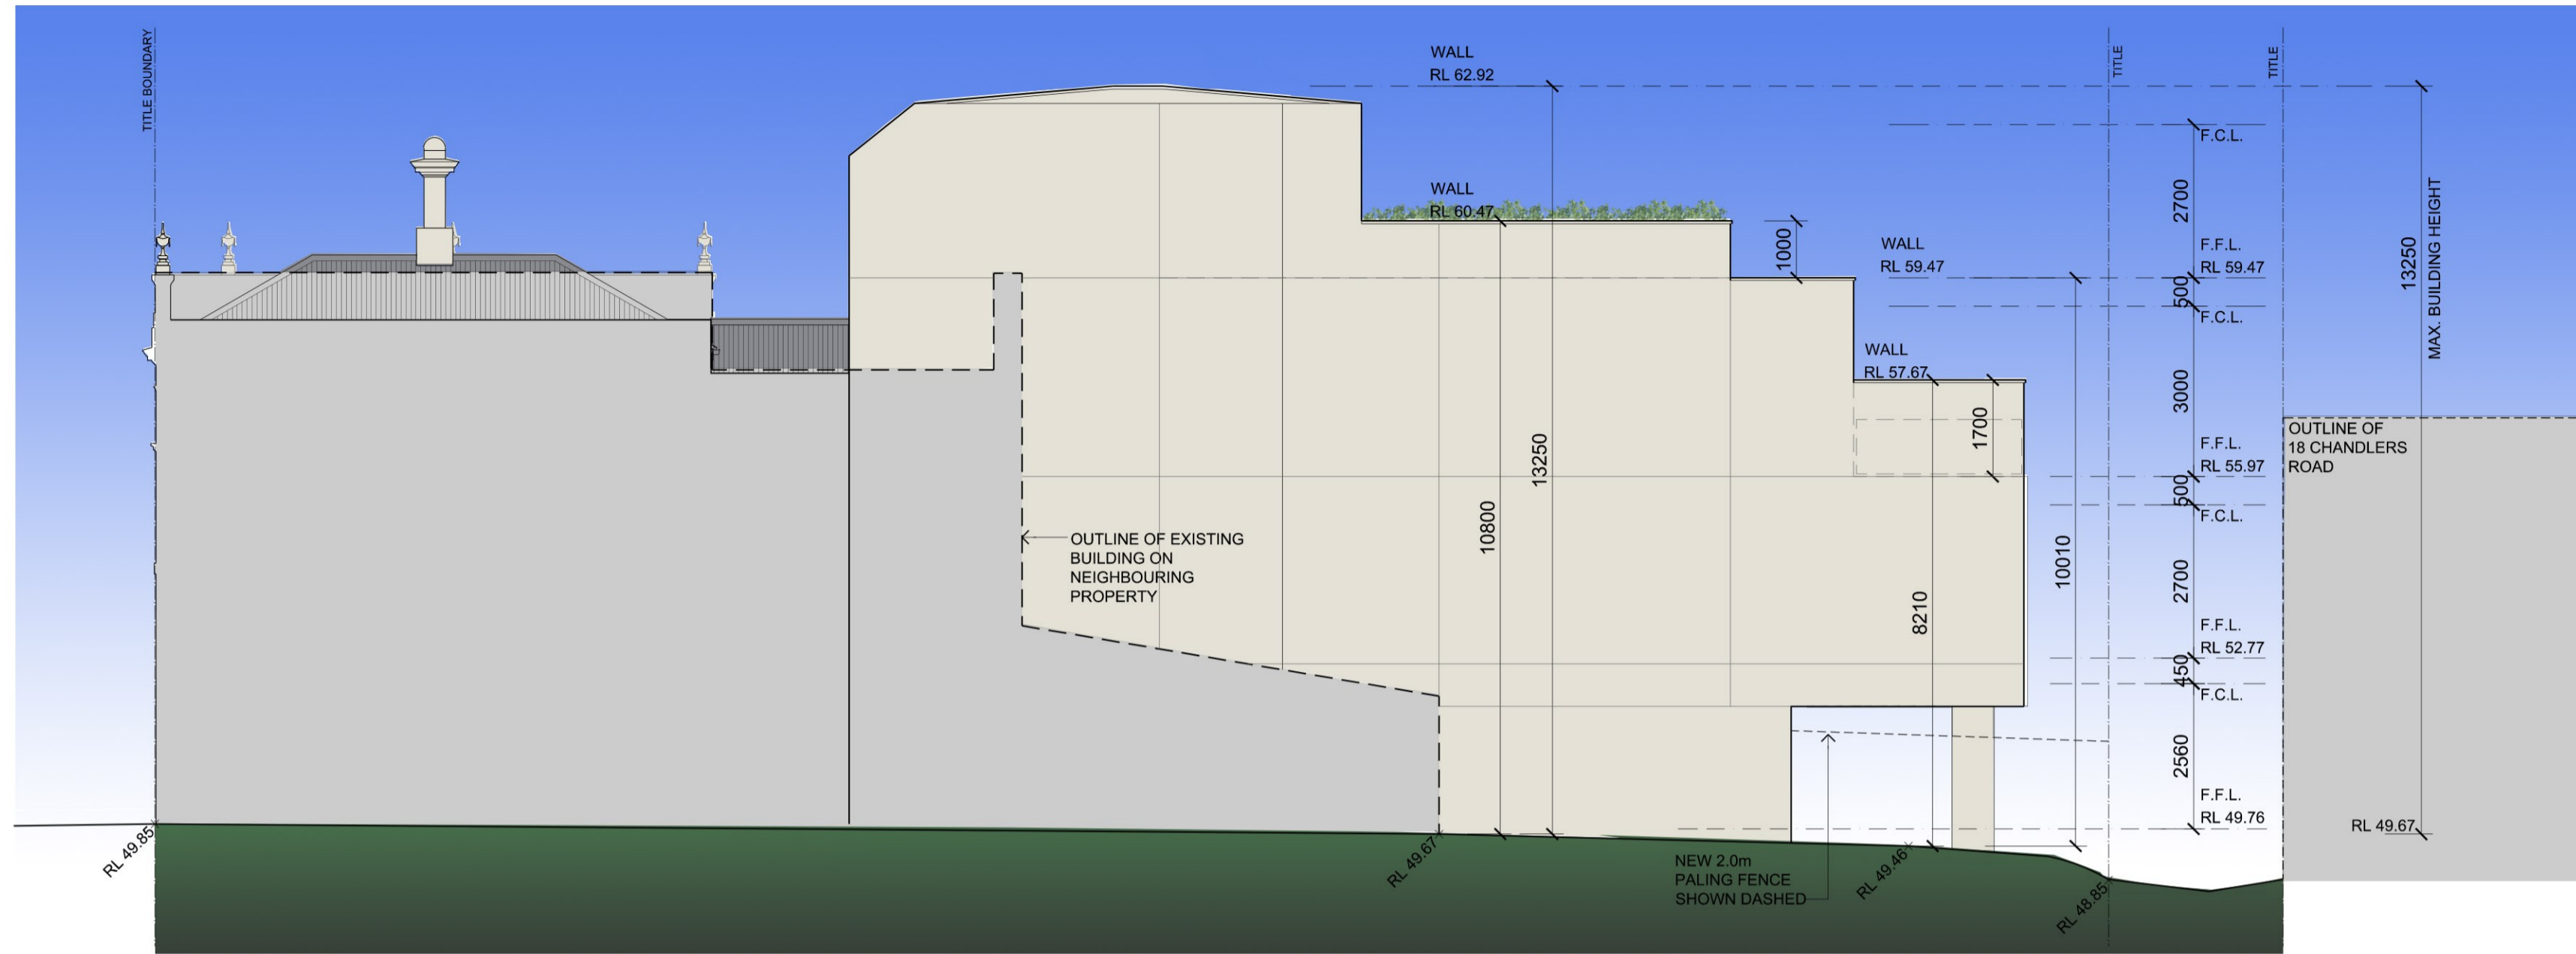 TITLE BOUNDARY
WALL
RL 62.92
TITLE
TITLE
F.C.L.
2700
13250
MAX. BUILDING HEIGHT
WALL
RL 60.47
1000
WALL
RL 59.47
F.F.L.
RL 59.47
500
F.C.L.
WALL
RL 57.67
3000
1700
OUTLINE OF
18 CHANDLERS
ROAD
F.F.L.
RL 55.97
13250
500
F.C.L.
10800
OUTLINE OF EXISTING
BUILDING ON
NEIGHBOURING
PROPERTY
10010
2700
8210
F.F.L.
RL 52.77
450
F.C.L.
2560
F.F.L.
RL 49.76
RL 49.67
RL 49.85
RL 49.67
NEW 2.0m
PALING FENCE
SHOWN DASHED
RL 49.46
RL 48.85